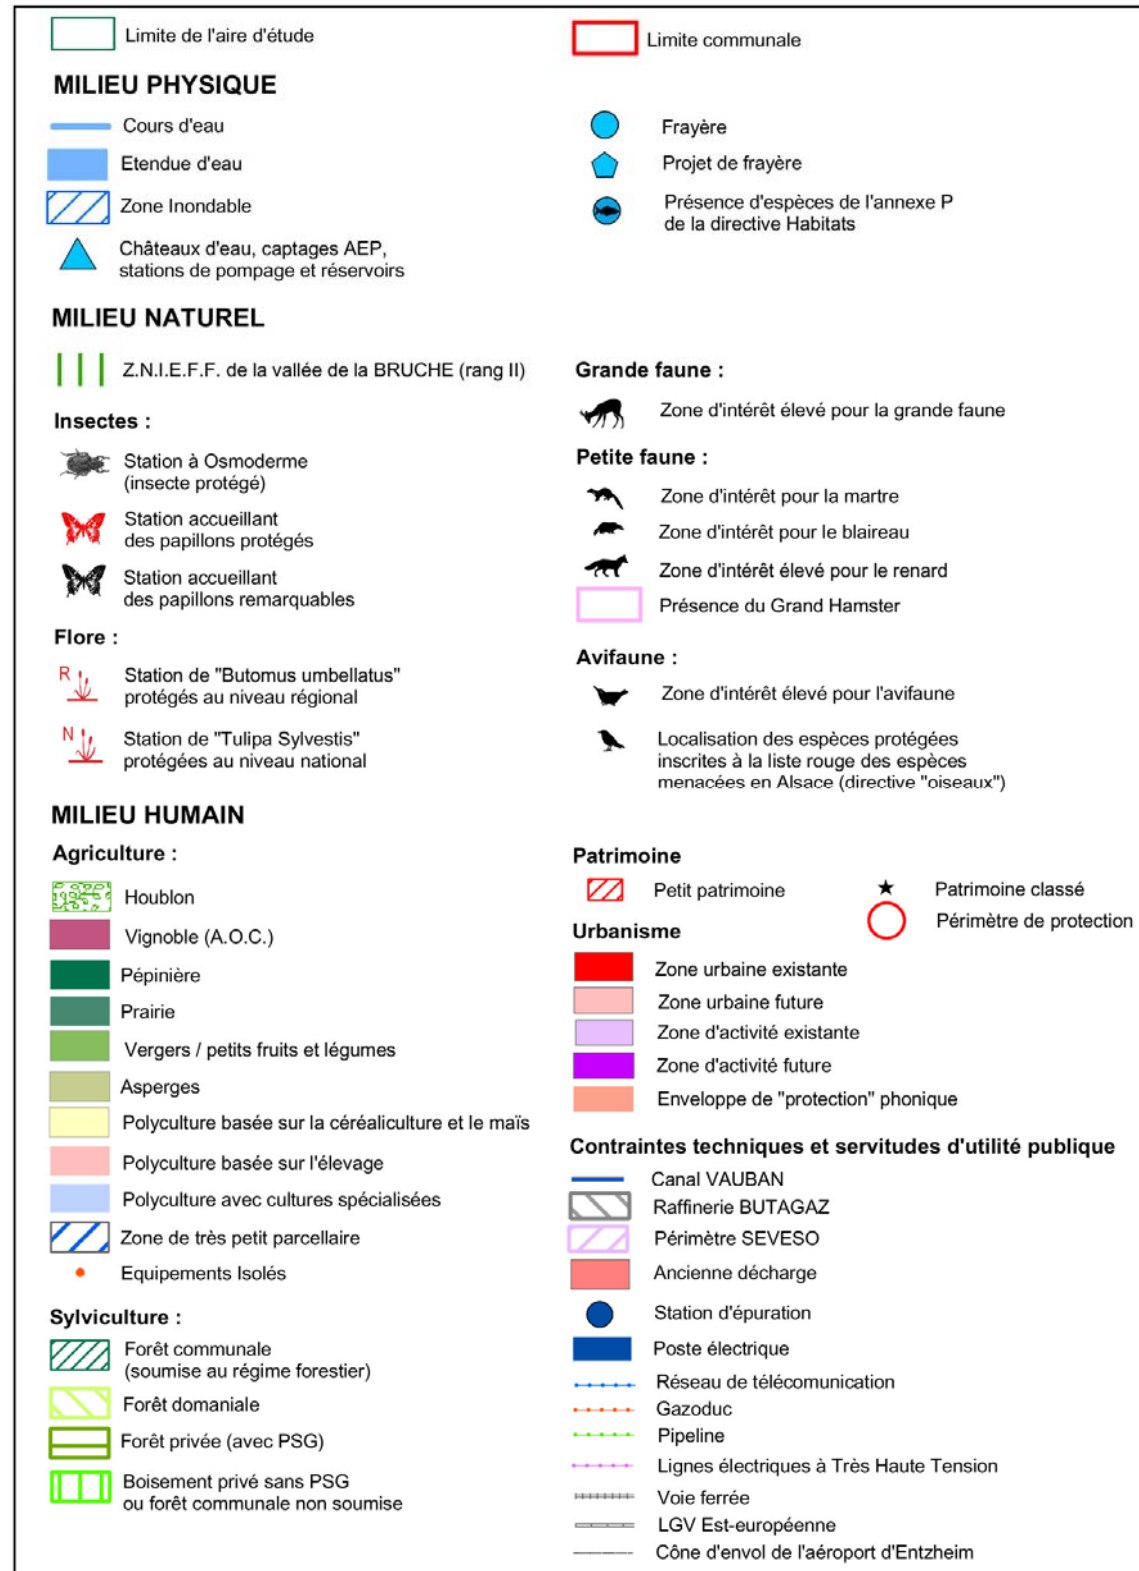 Limite de l'aire d'étude
Limite communale
MILIEU PHYSIQUE
Cours d'eau
Etendue d'eau
Zone Inondable
Châteaux d'eau, captages AEP,
stations de pompage et réservoirs
Frayère
Projet de frayère
Présence d'espèces de l'annexe P
de la directive Habitats
MILIEU NATUREL
Z.N.I.E.F.F. de la vallée de la BRUCHE (rang II)
Insectes :
Station à Osmoderme
(insecte protégé)
Station accueillant
des papillons protégés
Station accueillant
des papillons remarquables
Flore :
R
Station de "Butomus umbellatus"
protégés au niveau régional
N
Station de "Tulipa Sylvestis"
protégées au niveau national
Grande faune :
Zone d'intérêt élevé pour la grande faune
Petite faune :
Zone d'intérêt pour la martre
Zone d'intérêt pour le blaireau
Zone d'intérêt élevé pour le renard
Présence du Grand Hamster
Avifaune :
Zone d'intérêt élevé pour l'avifaune
Localisation des espèces protégées
inscrites à la liste rouge des espèces
menacées en Alsace (directive "oiseaux")
MILIEU HUMAIN
Agriculture :
Houblon
Vignoble (A.O.C.)
Pépinière
Prairie
Vergers / petits fruits et légumes
Asperges
Polyculture basée sur la céréaliculture et le maïs
Polyculture basée sur l'élevage
Polyculture avec cultures spécialisées
Zone de très petit parcellaire
Equipements Isolés
Sylviculture :
Forêt communale
(soumise au régime forestier)
Forêt domaniale
Forêt privée (avec PSG)
Boisement privé sans PSG
ou forêt communale non soumise
Patrimoine
Petit patrimoine
Patrimoine classé
Périmètre de protection
Urbanisme
Zone urbaine existante
Zone urbaine future
Zone d'activité existante
Zone d'activité future
Enveloppe de "protection" phonique
Contraintes techniques et servitudes d'utilité publique
Canal VAUBAN
Raffinerie BUTAGAZ
Périmètre SEVESO
Ancienne décharge
Station d'épuration
Poste électrique
Réseau de télécomunication
Gazoduc
Pipeline
Lignes électriques à Très Haute Tension
Voie ferrée
LGV Est-européenne
Cône d'envol de l'aéroport d'Entzheim